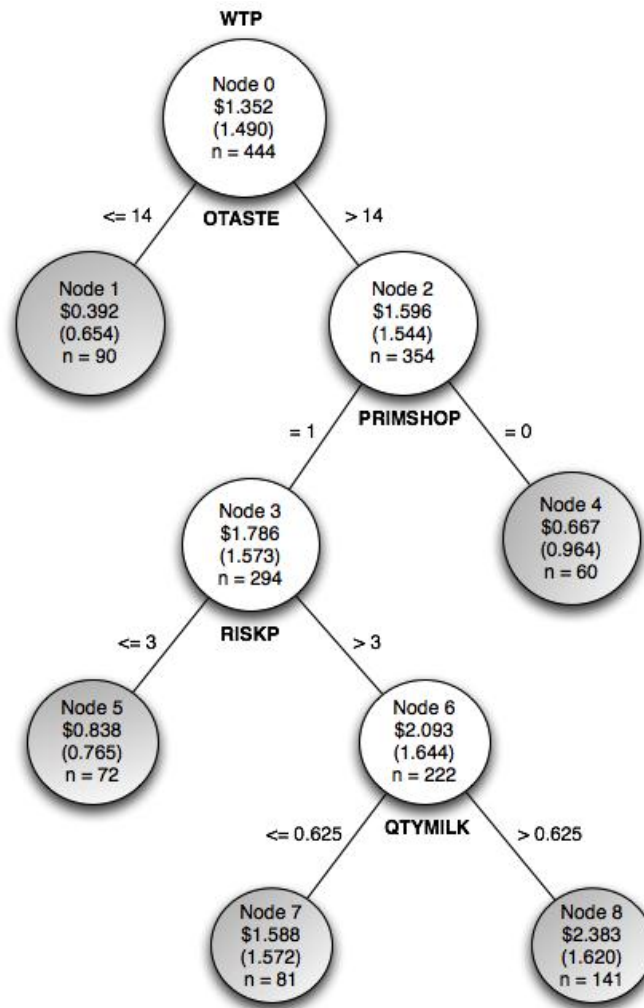 WTP
Node 0
$1.352
(1.490)
n = 444
<= 14
OTASTE
> 14
Node 1
$0.392
(0.654)
n = 90
Node 2
$1.596
(1.544)
n = 354
= 1
PRIMSHOP
= 0
Node 3
$1.786
(1.573)
n = 294
Node 4
$0.667
(0.964)
n = 60
<= 3
RISKP
> 3
Node 5
$0.838
(0.765)
n = 72
Node 6
$2.093
(1.644)
n = 222
<= 0.625
QTYMILK
> 0.625
Node 7
$1.588
(1.572)
n = 81
Node 8
$2.383
(1.620)
n = 141